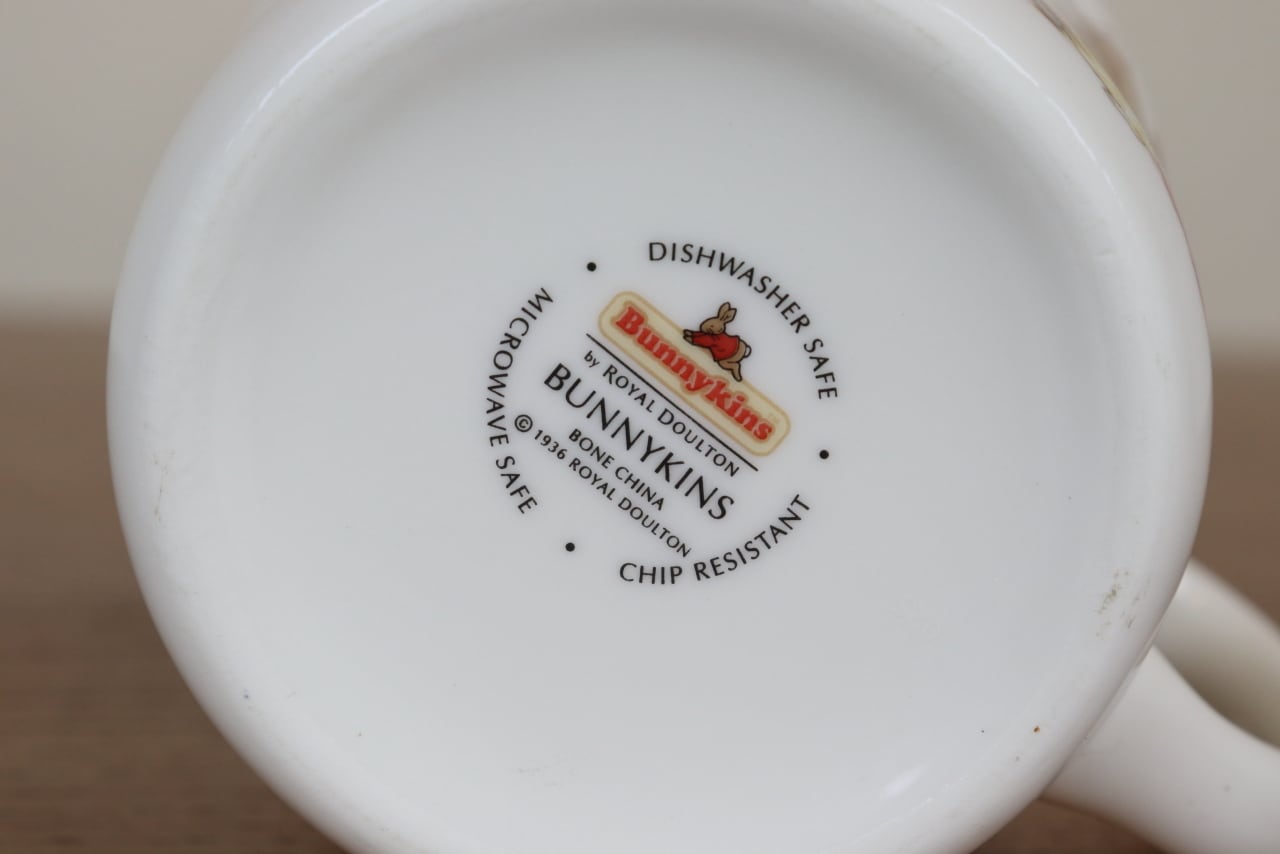 DISHWASHER SAFE
Bunnykins
by ROYAL DOULTON
BUNNYKINS
BONE CHINA
© 1936 ROYAL DOULTON
MICROWAVE SAFE
CHIP RESISTANT